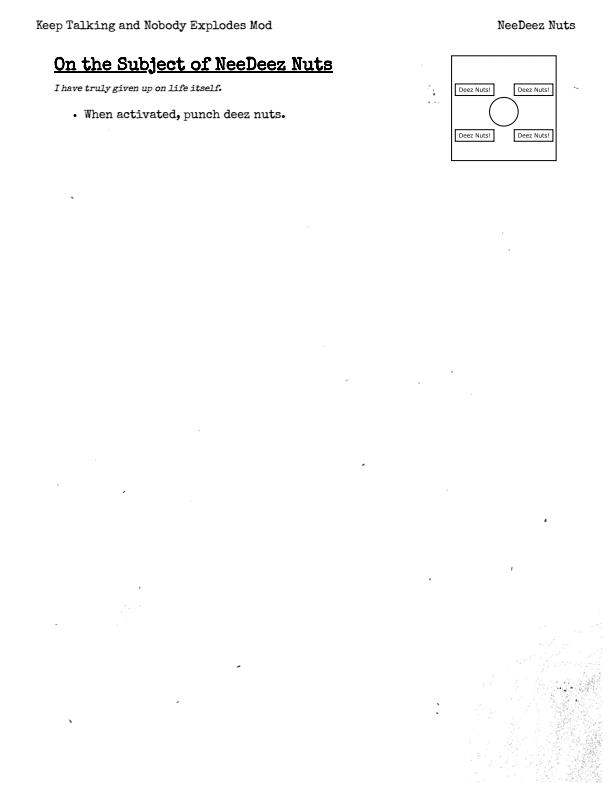 Keep Talking and Nobody Explodes Mod
NeeDeez Nuts
On the Subject of NeeDeez Nuts
I have truly given up on life itself.
• When activated, punch deez nuts.
Deez Nuts!
Deez Nuts!
Deez Nuts!
Deez Nuts!